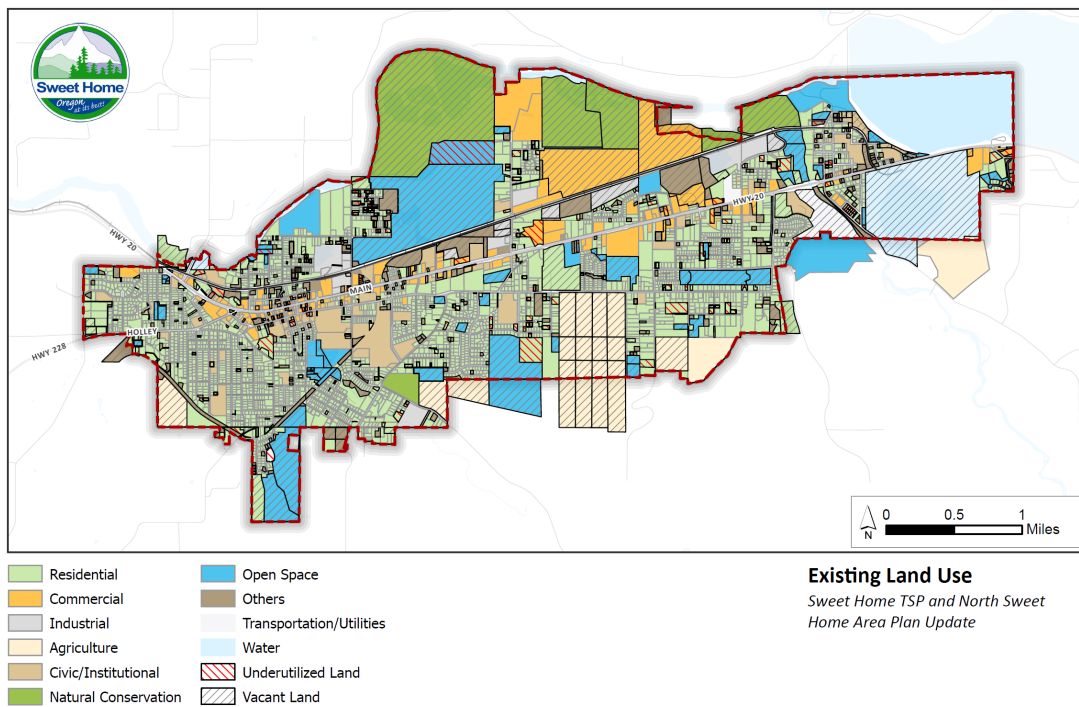 Sweet Home
Oregon
at its best!
HWY 20
MAIN
HWY 20
HOLLEY
HWY 228
0 0.5 1
Miles
N
Residential
Commercial
Industrial
Agriculture
Civic/Institutional
Natural Conservation
Open Space
Others
Transportation/Utilities
Water
Underutilized Land
Vacant Land
Existing Land Use
Sweet Home TSP and North Sweet
Home Area Plan Update